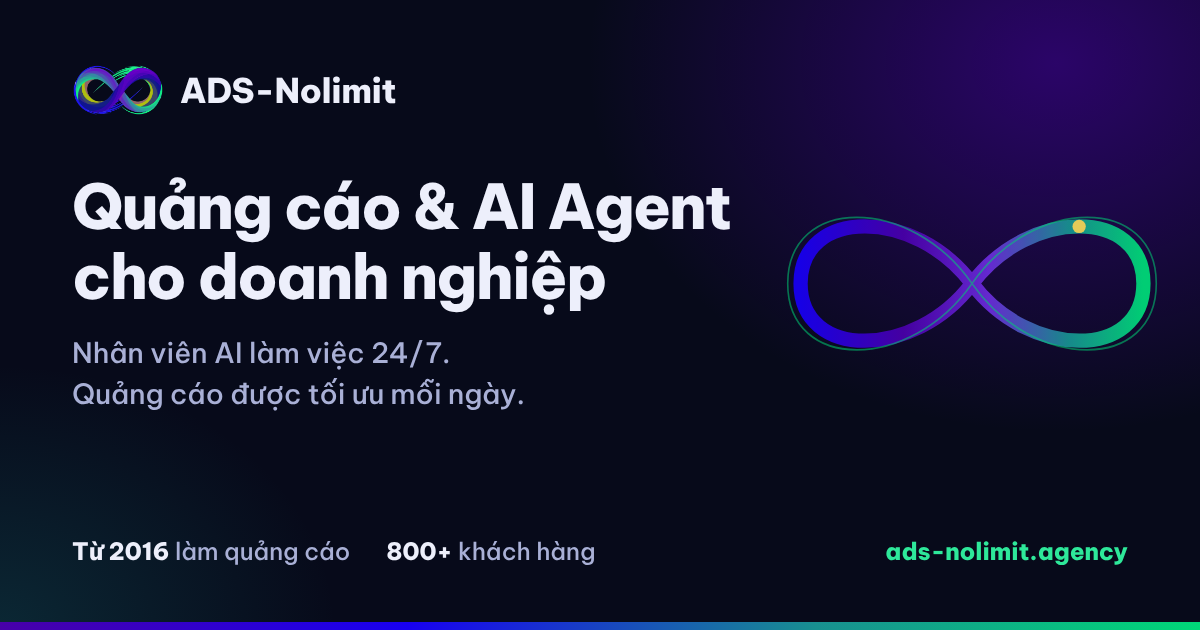 ADS-Nolimit
Quảng cáo & AI Agent
cho doanh nghiệp
Nhân viên AI làm việc 24/7.
Quảng cáo được tối ưu mỗi ngày.
Từ 2016 làm quảng cáo 800+ khách hàng
ads-nolimit.agency